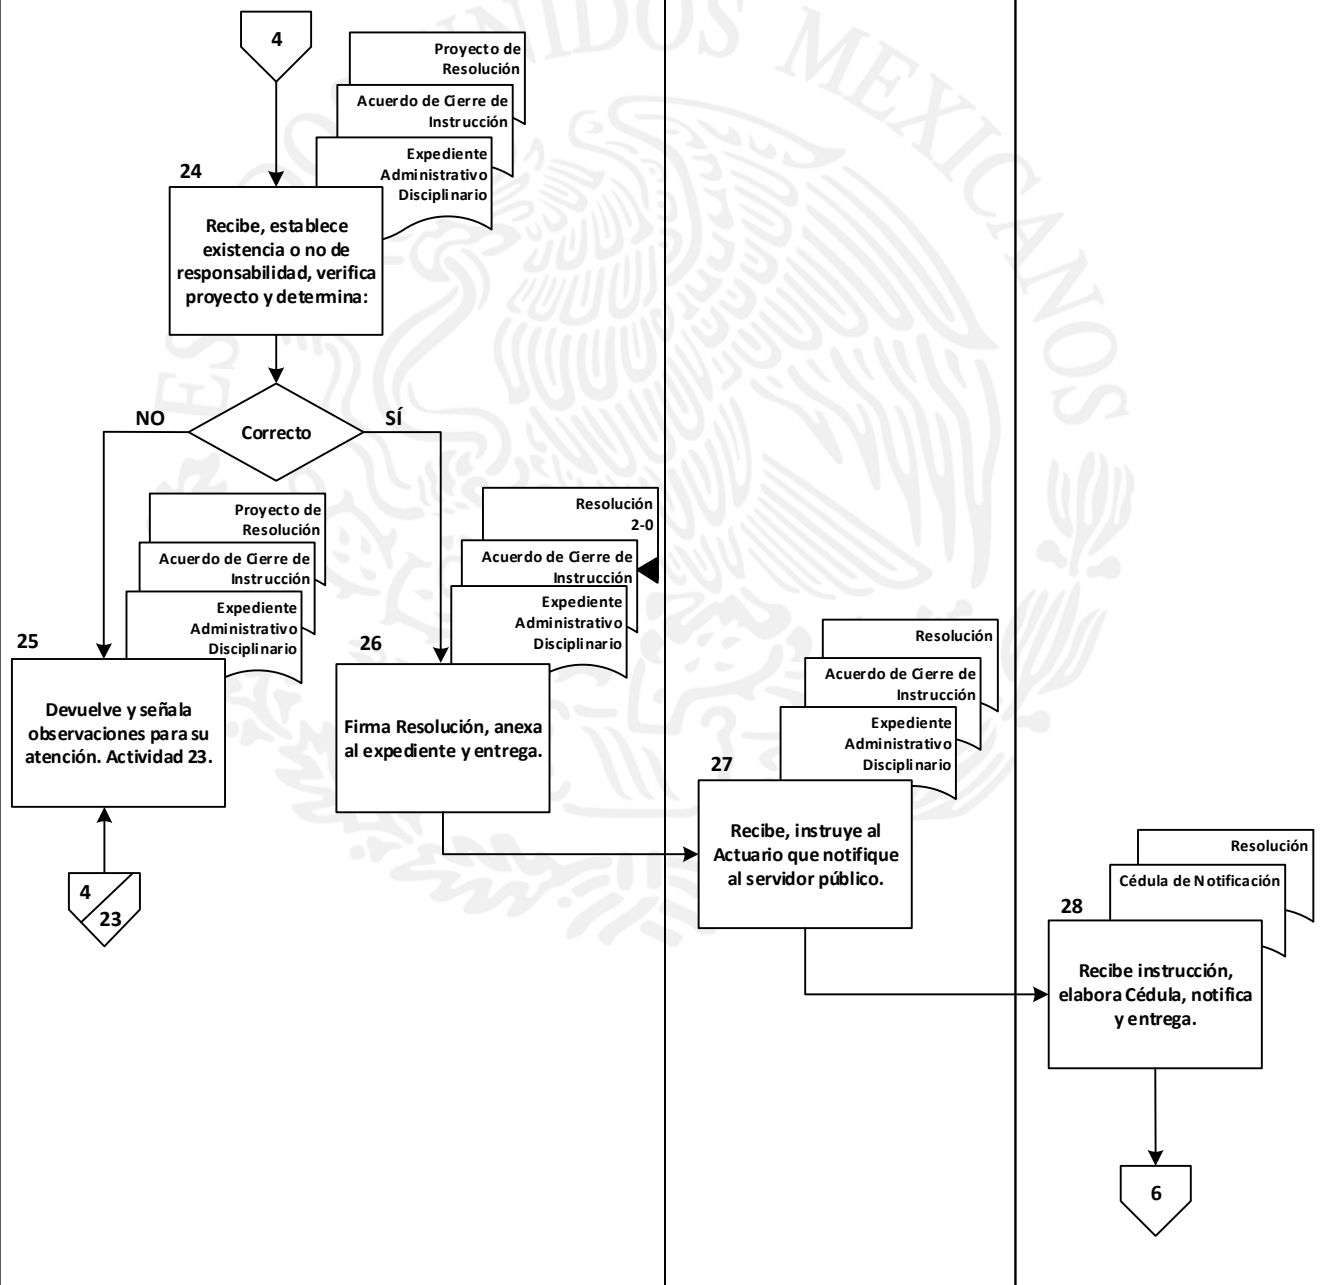 ESTADOS UNIDOS MEXICANOS
4
Proyecto de
Resolución
Acuerdo de Cierre de
Instrucción
Expediente
Administrativo
Disciplinario
24
Recibe, establece
existencia o no de
responsabilidad, verifica
proyecto y determina:
NO
Correcto
SÍ
Proyecto de
Resolución
Acuerdo de Cierre de
Instrucción
Expediente
Administrativo
Disciplinario
25
Devuelve y señala
observaciones para su
atención. Actividad 23.
4
23
Resolución
2-0
Acuerdo de Cierre de
Instrucción
Expediente
Administrativo
Disciplinario
26
Firma Resolución, anexa
al expediente y entrega.
Resolución
Acuerdo de Cierre de
Instrucción
Expediente
Administrativo
Disciplinario
27
Recibe, instruye al
Actuario que notifique
al servidor público.
Resolución
Cédula de Notificación
28
Recibe instrucción,
elabora Cédula, notifica
y entrega.
6